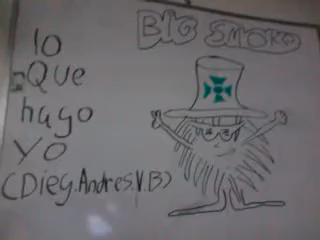 BIG SMOKE
lo
Que
hago
yo
(Dieg.Andres.V.B)